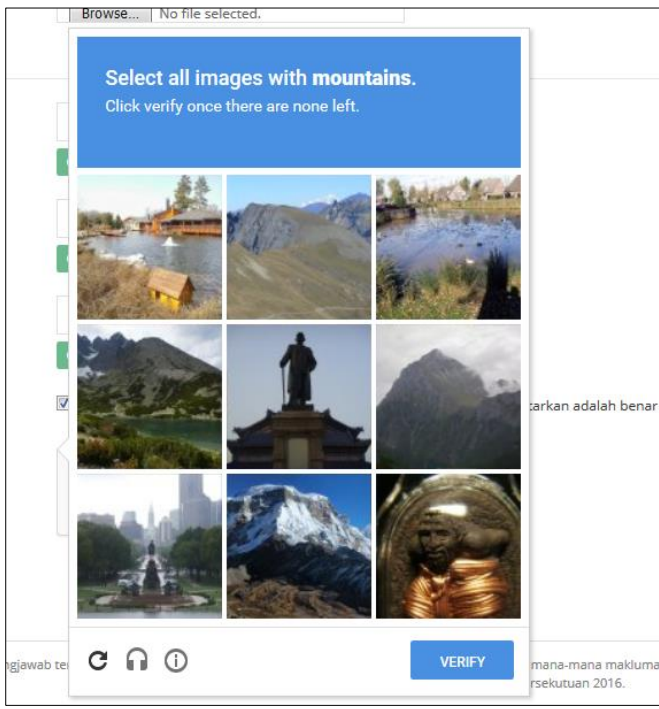 Browse... No file selected.
Select all images with mountains.
Click verify once there are none left.
tarkan adalah benar
VERIFY
mana-mana makluma
rsekutuan 2016.